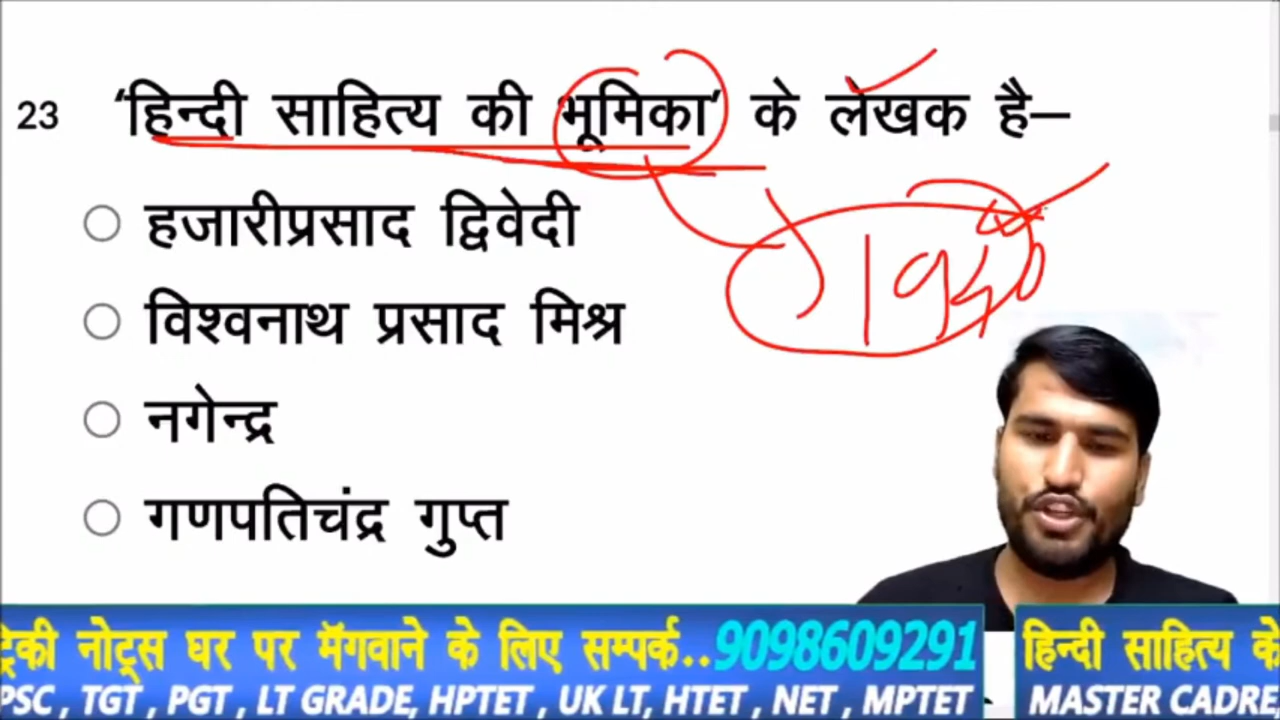 23 'हिन्दी साहित्य की भूमिका' के लेखक है–
हजारीप्रसाद द्विवेदी
1940
विश्वनाथ प्रसाद मिश्र
नगेन्द्र
गणपतिचंद्र गुप्त
नोट्स घर पर मॅगवाने के लिए सम्पर्क..9098609291
हिन्दी साहित्य के
PSC , TGT , PGT , LT GRADE, HPTET , UK LT, HTET , NET , MPTET
MASTER CADRE,